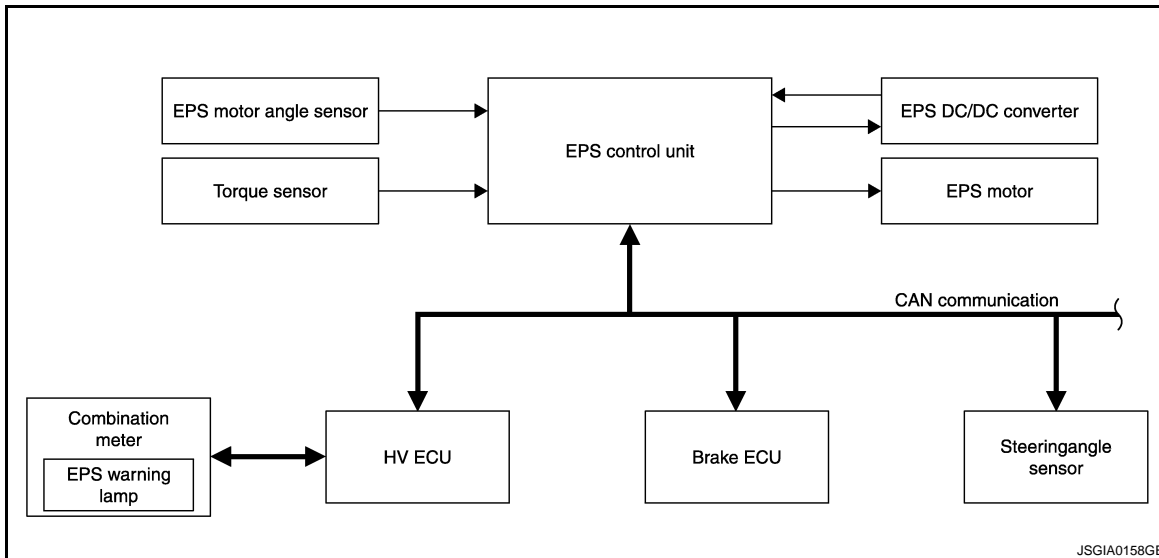 EPS motor angle sensor
Torque sensor
EPS control unit
EPS DC/DC converter
EPS motor
CAN communication
Combination
meter
EPS warning
lamp
HV ECU
Brake ECU
Steeringangle
sensor
JSGIA0158GE